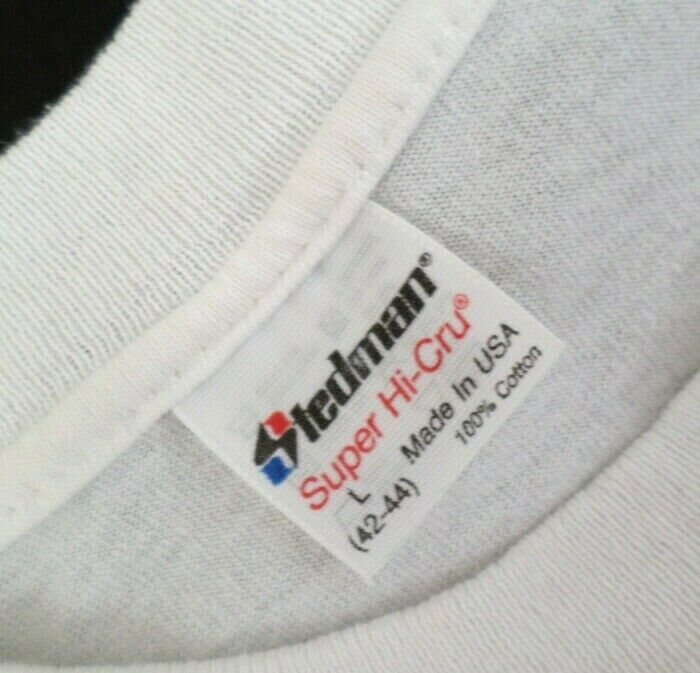 Stedman®
Super Hi-Cru®
L Made In USA
(42-44) 100% Cotton